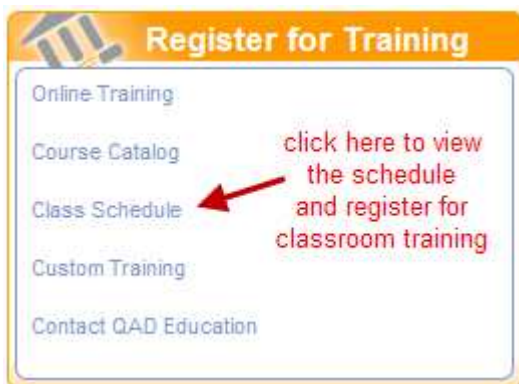 Register for Training
Online Training
Course Catalog
click here to view
the schedule
Class Schedule
and register for
classroom training
Custom Training
Contact QAD Education